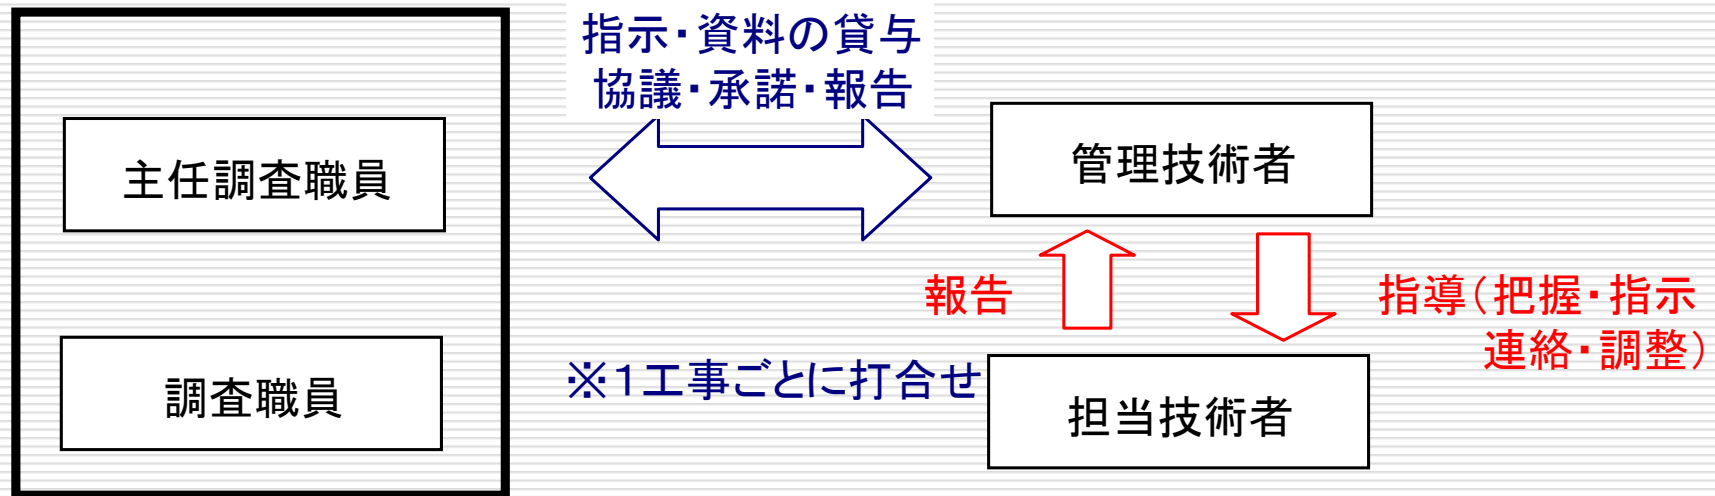 指示・資料の貸与
協議・承諾・報告
主任調査職員
管理技術者
報告
指導（把握・指示
連絡・調整）
※１工事ごとに打合せ
調査職員
担当技術者